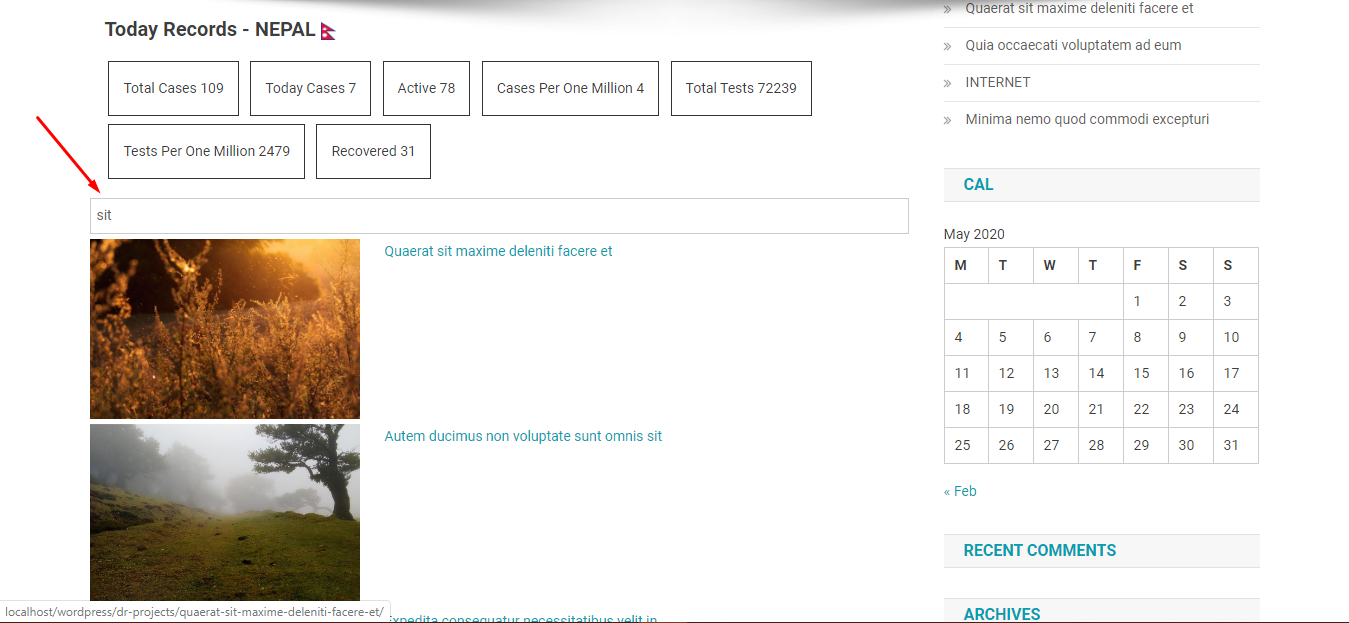 Today Records - NEPAL
Total Cases 109
Today Cases 7
Active 78
Cases Per One Million 4
Total Tests 72239
Tests Per One Million 2479
Recovered 31
sit
Quaerat sit maxime deleniti facere et
Autem ducimus non voluptate sunt omnis sit
Expedita consequatur necessitatibus velit in
localhost/wordpress/dr-projects/quaerat-sit-maxime-deleniti-facere-et/
» Quaerat sit maxime deleniti facere et
» Quia occaecati voluptatem ad eum
» INTERNET
» Minima nemo quod commodi excepturi
CAL
May 2020
M T W T F S S
1 2 3
4 5 6 7 8 9 10
11 12 13 14 15 16 17
18 19 20 21 22 23 24
25 26 27 28 29 30 31
« Feb
RECENT COMMENTS
ARCHIVES